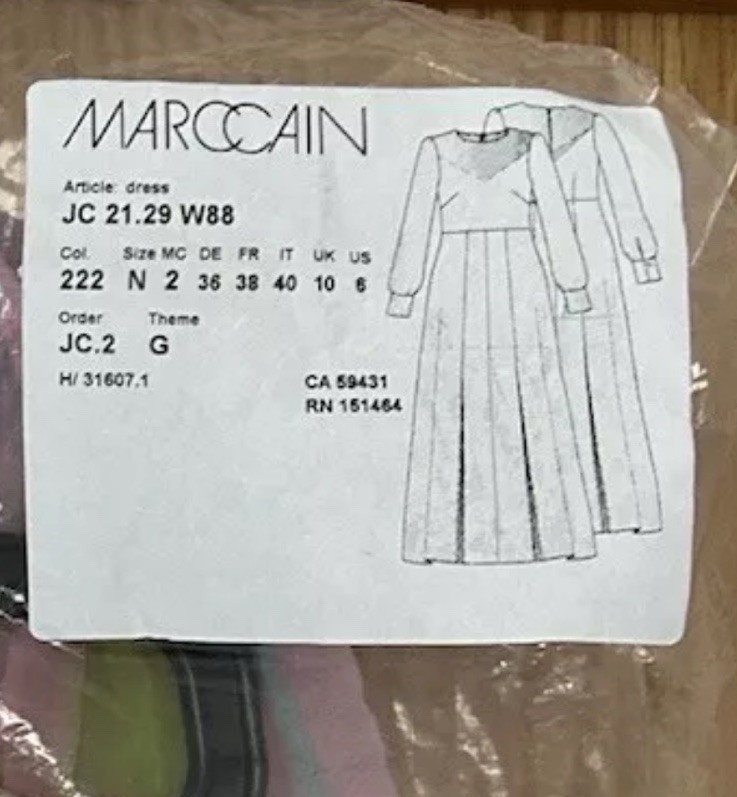 MARCCAIN
Article: dress
JC 21.29 W88
Col. Size MC DE FR IT UK US
222 N 2 36 38 40 10 6
Order Theme
JC.2 G
H/ 31607.1
CA 59431
RN 151464